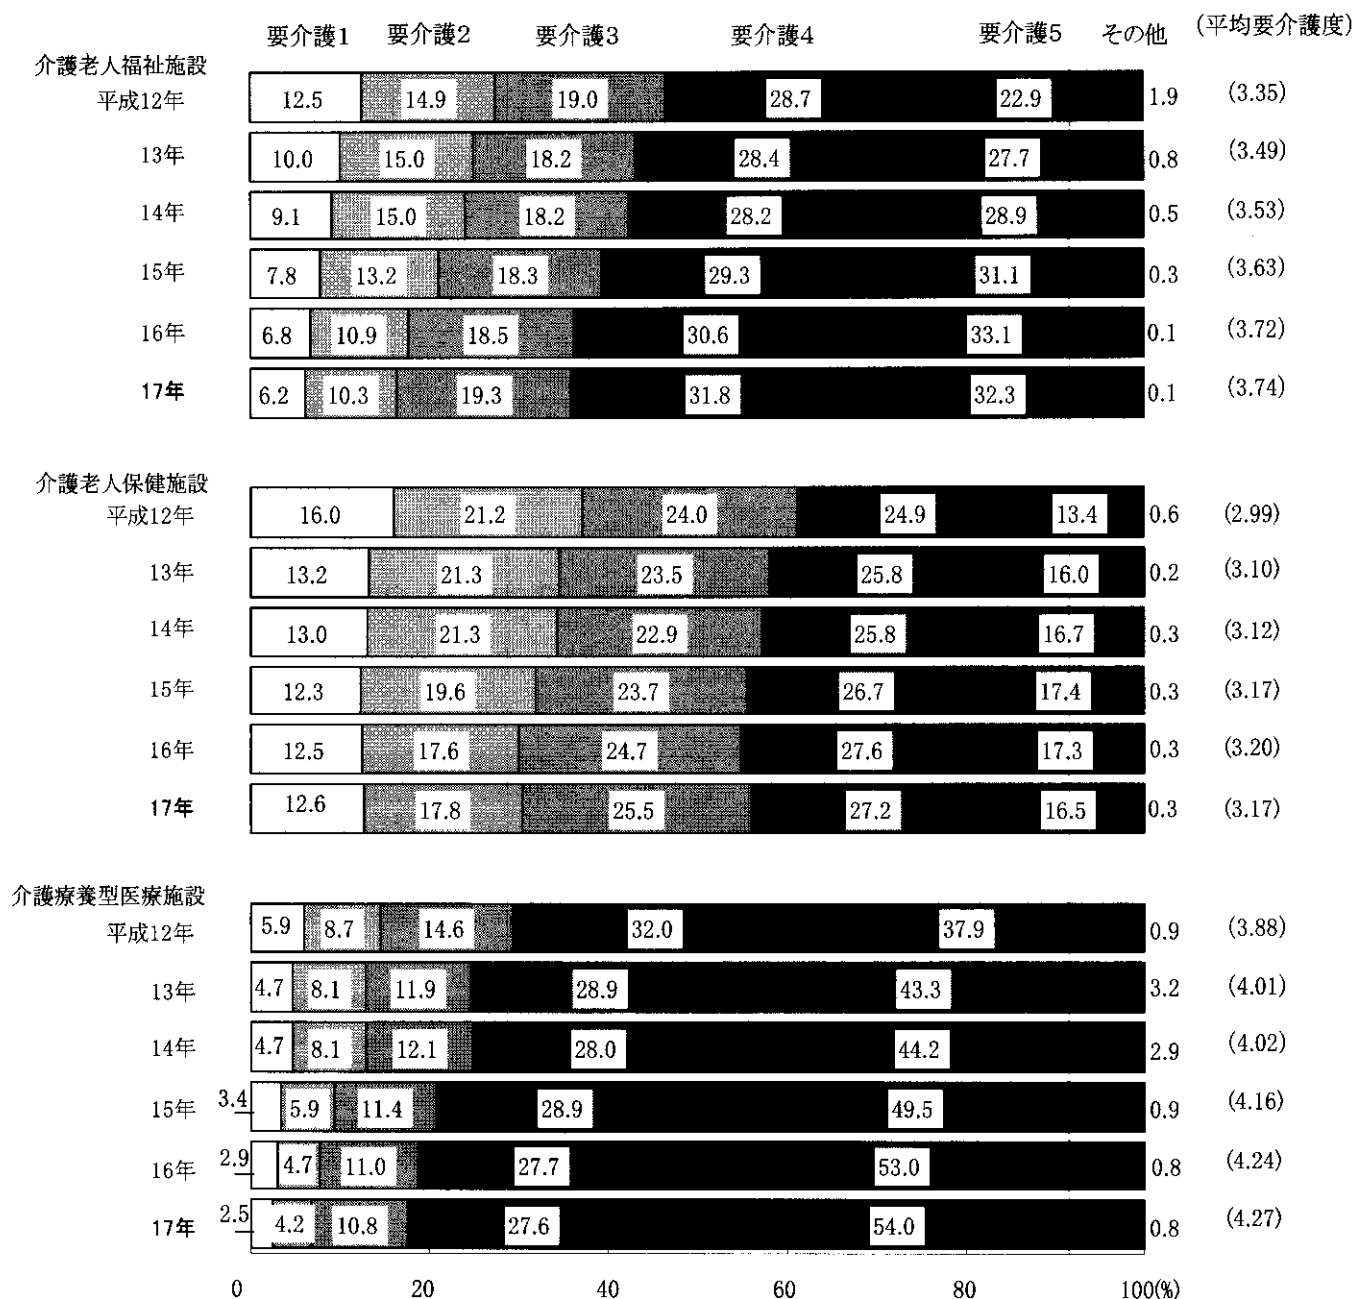 要介護1 要介護2 要介護3 要介護4 要介護5 その他 (平均要介護度)
介護老人福祉施設
平成12年 12.5 14.9 19.0 28.7 22.9 1.9 (3.35)
13年 10.0 15.0 18.2 28.4 27.7 0.8 (3.49)
14年 9.1 15.0 18.2 28.2 28.9 0.5 (3.53)
15年 7.8 13.2 18.3 29.3 31.1 0.3 (3.63)
16年 6.8 10.9 18.5 30.6 33.1 0.1 (3.72)
17年 6.2 10.3 19.3 31.8 32.3 0.1 (3.74)
介護老人保健施設
平成12年 16.0 21.2 24.0 24.9 13.4 0.6 (2.99)
13年 13.2 21.3 23.5 25.8 16.0 0.2 (3.10)
14年 13.0 21.3 22.9 25.8 16.7 0.3 (3.12)
15年 12.3 19.6 23.7 26.7 17.4 0.3 (3.17)
16年 12.5 17.6 24.7 27.6 17.3 0.3 (3.20)
17年 12.6 17.8 25.5 27.2 16.5 0.3 (3.17)
介護療養型医療施設
平成12年 5.9 8.7 14.6 32.0 37.9 0.9 (3.88)
13年 4.7 8.1 11.9 28.9 43.3 3.2 (4.01)
14年 4.7 8.1 12.1 28.0 44.2 2.9 (4.02)
15年 3.4 5.9 11.4 28.9 49.5 0.9 (4.16)
16年 2.9 4.7 11.0 27.7 53.0 0.8 (4.24)
17年 2.5 4.2 10.8 27.6 54.0 0.8 (4.27)
0 20 40 60 80 100(%)